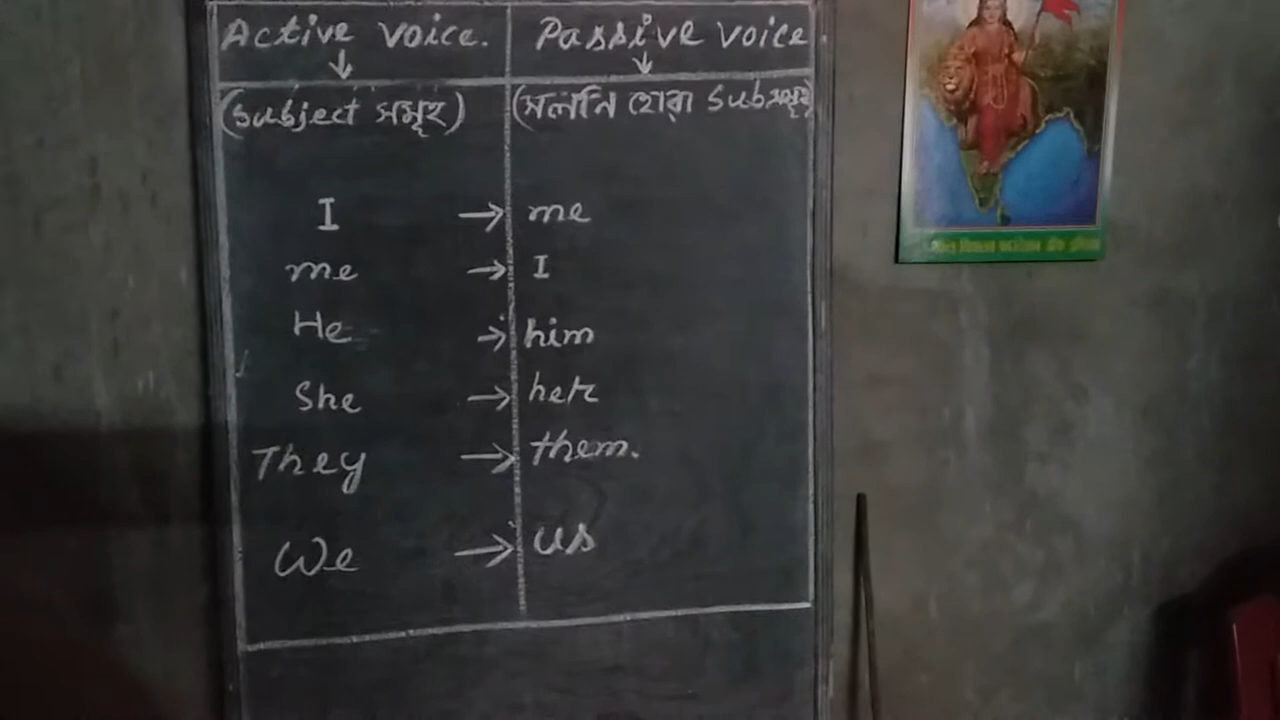 Active voice. Passive voice.
↓ ↓
(Subject সমূহ) (সলনি হোৱা Subসমূহ)
I → me
me → I
He → him
She → her
They → them.
We → us